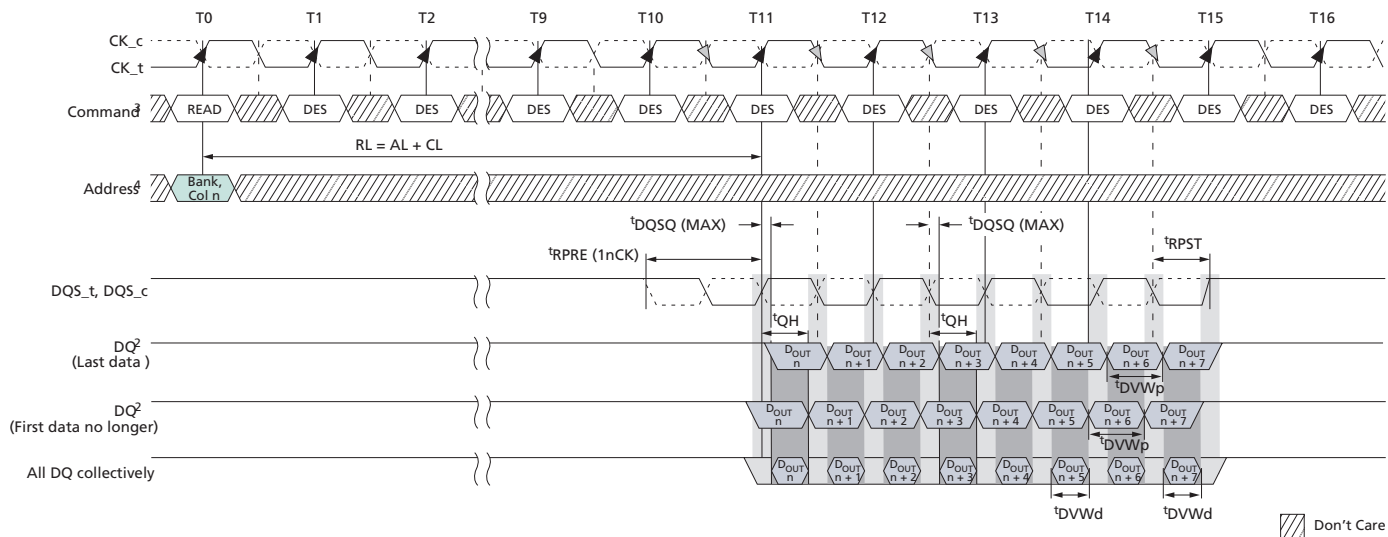 T0 T1 T2 T9 T10 T11 T12 T13 T14 T15 T16
CK_c
CK_t
Command3 READ DES DES DES DES DES DES DES DES DES DES
RL = AL + CL
Address4 Bank,
Col n
tDQSQ (MAX) tDQSQ (MAX)
tRPRE (1nCK) tRPST
DQS_t, DQS_c
tQH tQH
DQ2
(Last data )
DOUT DOUT DOUT DOUT DOUT DOUT DOUT DOUT
n n + 1 n + 2 n + 3 n + 4 n + 5 n + 6 n + 7
tDVWp
DQ2
(First data no longer)
DOUT DOUT DOUT DOUT DOUT DOUT DOUT DOUT
n n + 1 n + 2 n + 3 n + 4 n + 5 n + 6 n + 7
tDVWp
All DQ collectively
DOUT DOUT DOUT DOUT DOUT DOUT DOUT DOUT
n n + 1 n + 2 n + 3 n + 4 n + 5 n + 6 n + 7
tDVWd tDVWd
Don't Care